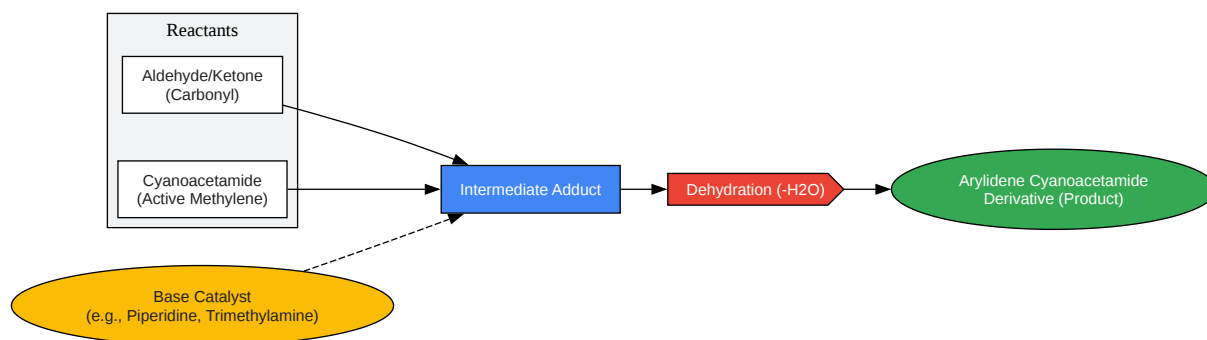 Reactants
Aldehyde/Ketone
(Carbonyl)
Cyanoacetamide
(Active Methylene)
Base Catalyst
(e.g., Piperidine, Trimethylamine)
Intermediate Adduct
Dehydration (-H2O)
Arylidene Cyanoacetamide
Derivative (Product)